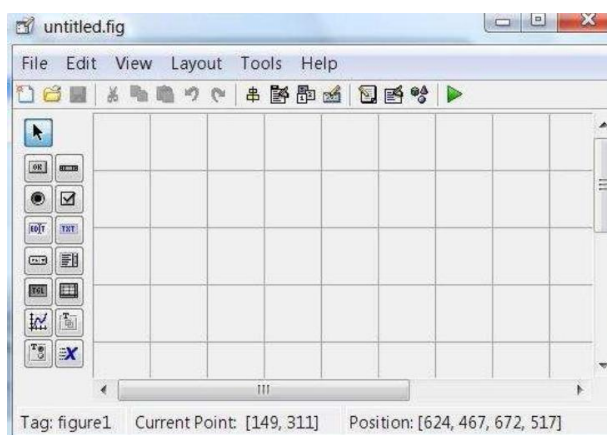 untitled.fig
File Edit View Layout Tools Help
OK
EDIT TXT
TGL
Tag: figure1 Current Point: [149, 311] Position: [624, 467, 672, 517]